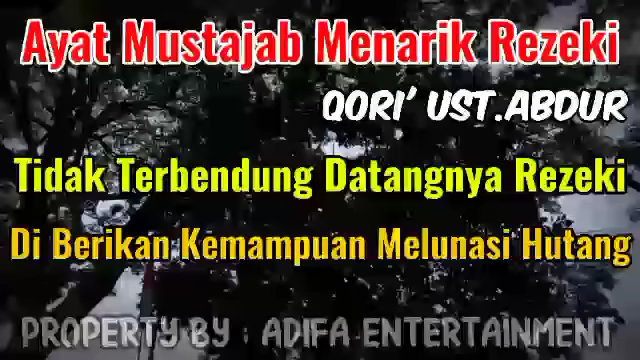 Ayat Mustajab Menarik Rezeki
QORI' UST.ABDUR
Tidak Terbendung Datangnya Rezeki
Di Berikan Kemampuan Melunasi Hutang
PROPERTY BY : ADIFA ENTERTAINMENT